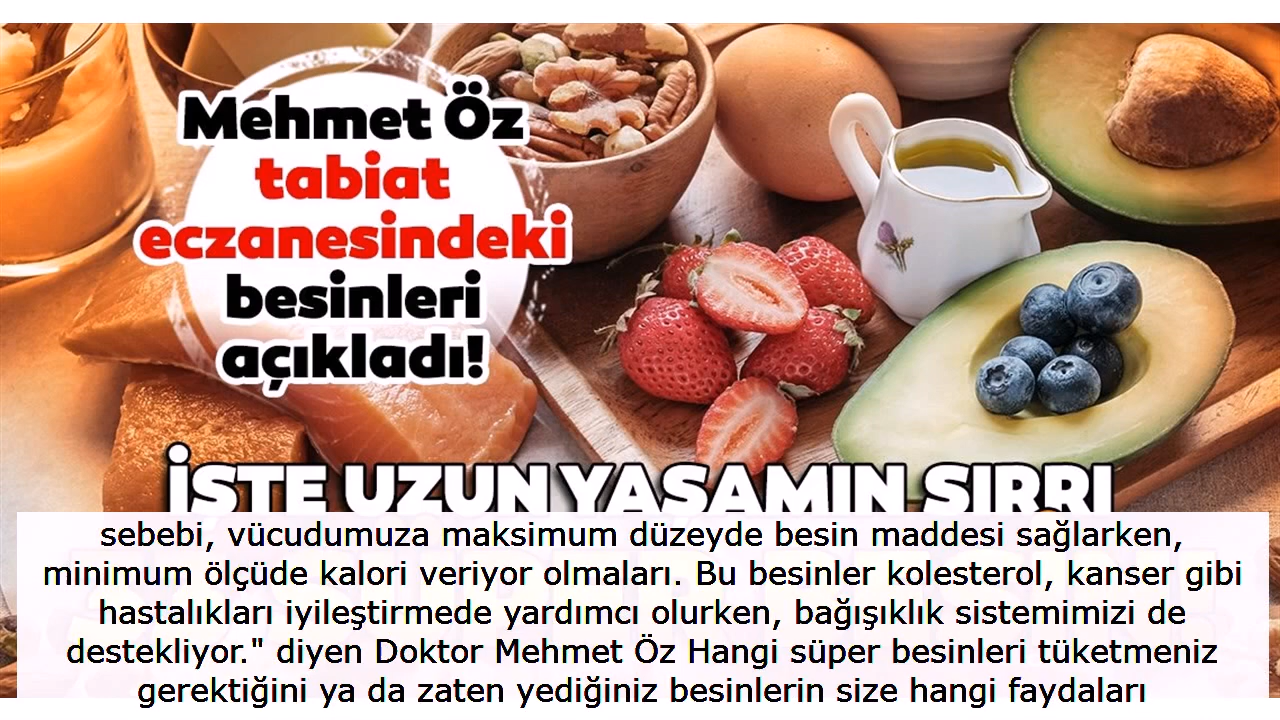 Mehmet Öz
tabiat
eczanesindeki
besinleri
açıkladı!
İŞTE UZUN YAŞAMIN SIRRI
sebebi, vücudumuza maksimum düzeyde besin maddesi sağlarken,
minimum ölçüde kalori veriyor olmaları. Bu besinler kolesterol, kanser gibi
hastalıkları iyileştirmede yardımcı olurken, bağışıklık sistemimizi de
destekliyor." diyen Doktor Mehmet Öz Hangi süper besinleri tüketmeniz
gerektiğini ya da zaten yediğiniz besinlerin size hangi faydaları